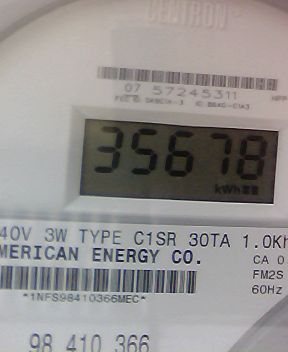 CENTRON
07 57245311
35678
kWh
40V 3W TYPE C1SR 30TA 1.0Kh
MERICAN ENERGY CO.
CA 0
FM2S
60Hz
*1NFS98410366MEC*
98 410 366